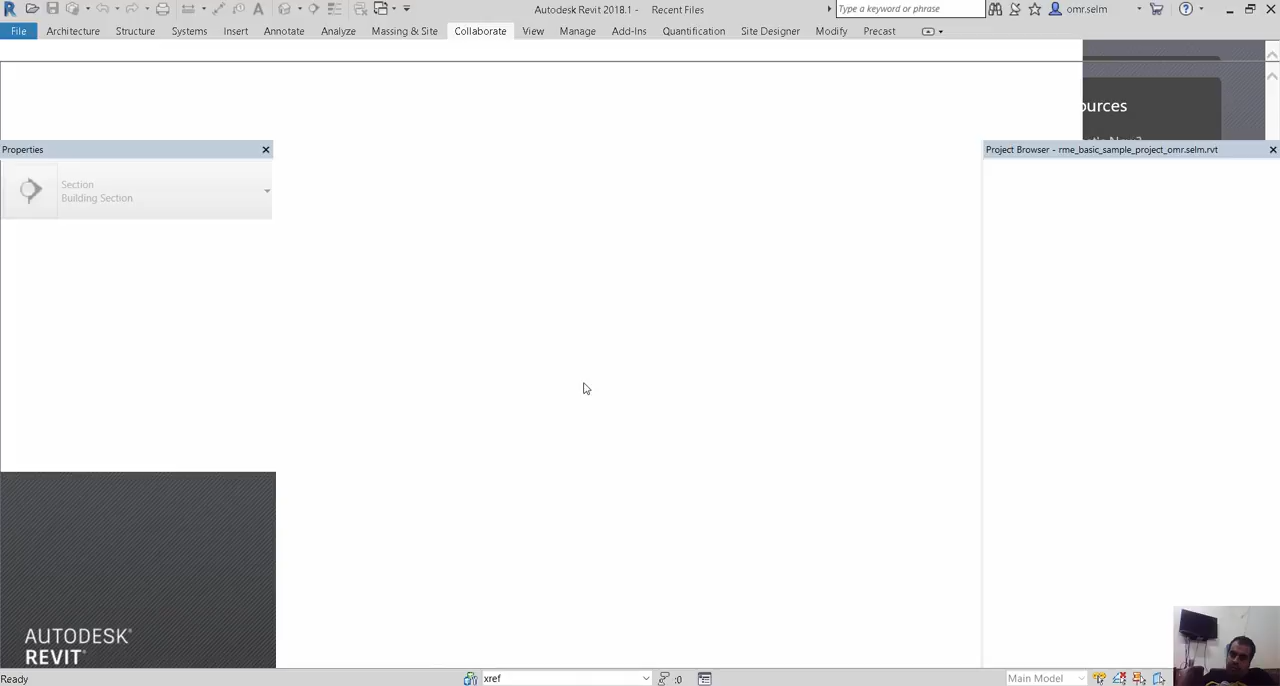 Autodesk Revit 2018.1 - Recent Files
Type a keyword or phrase
omr.selm
File Architecture Structure Systems Insert Annotate Analyze Massing & Site Collaborate View Manage Add-Ins Quantification Site Designer Modify Precast
ources
Properties
Project Browser - rme_basic_sample_project_omr.selm.rvt
Section
Building Section
AUTODESK®
REVIT®
Ready
xref
:0
Main Model